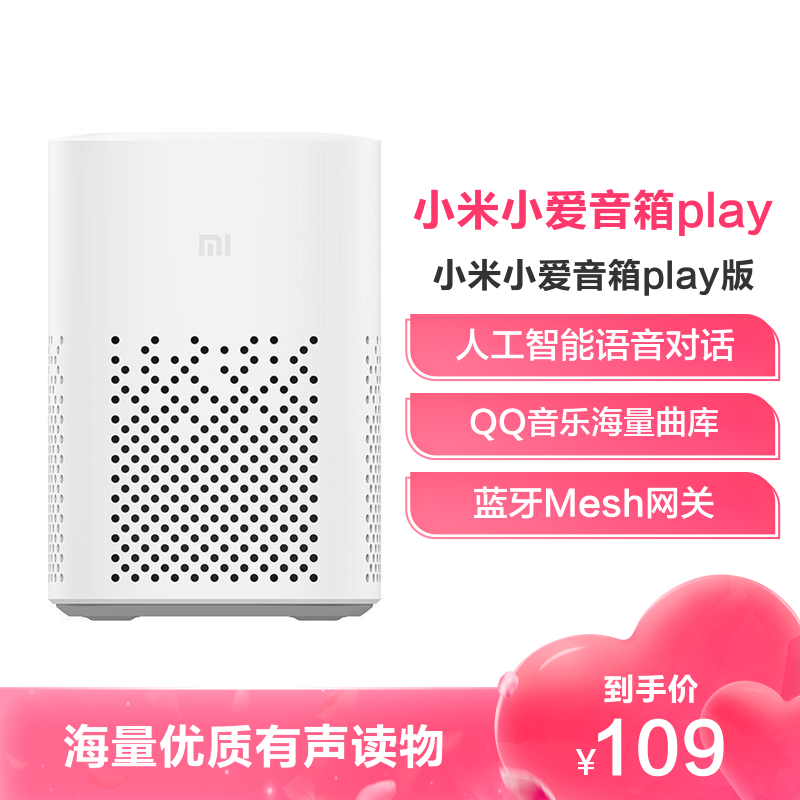 mi
小米小爱音箱play
小米小爱音箱play版
人工智能语音对话
QQ音乐海量曲库
蓝牙Mesh网关
海量优质有声读物
到手价
¥109